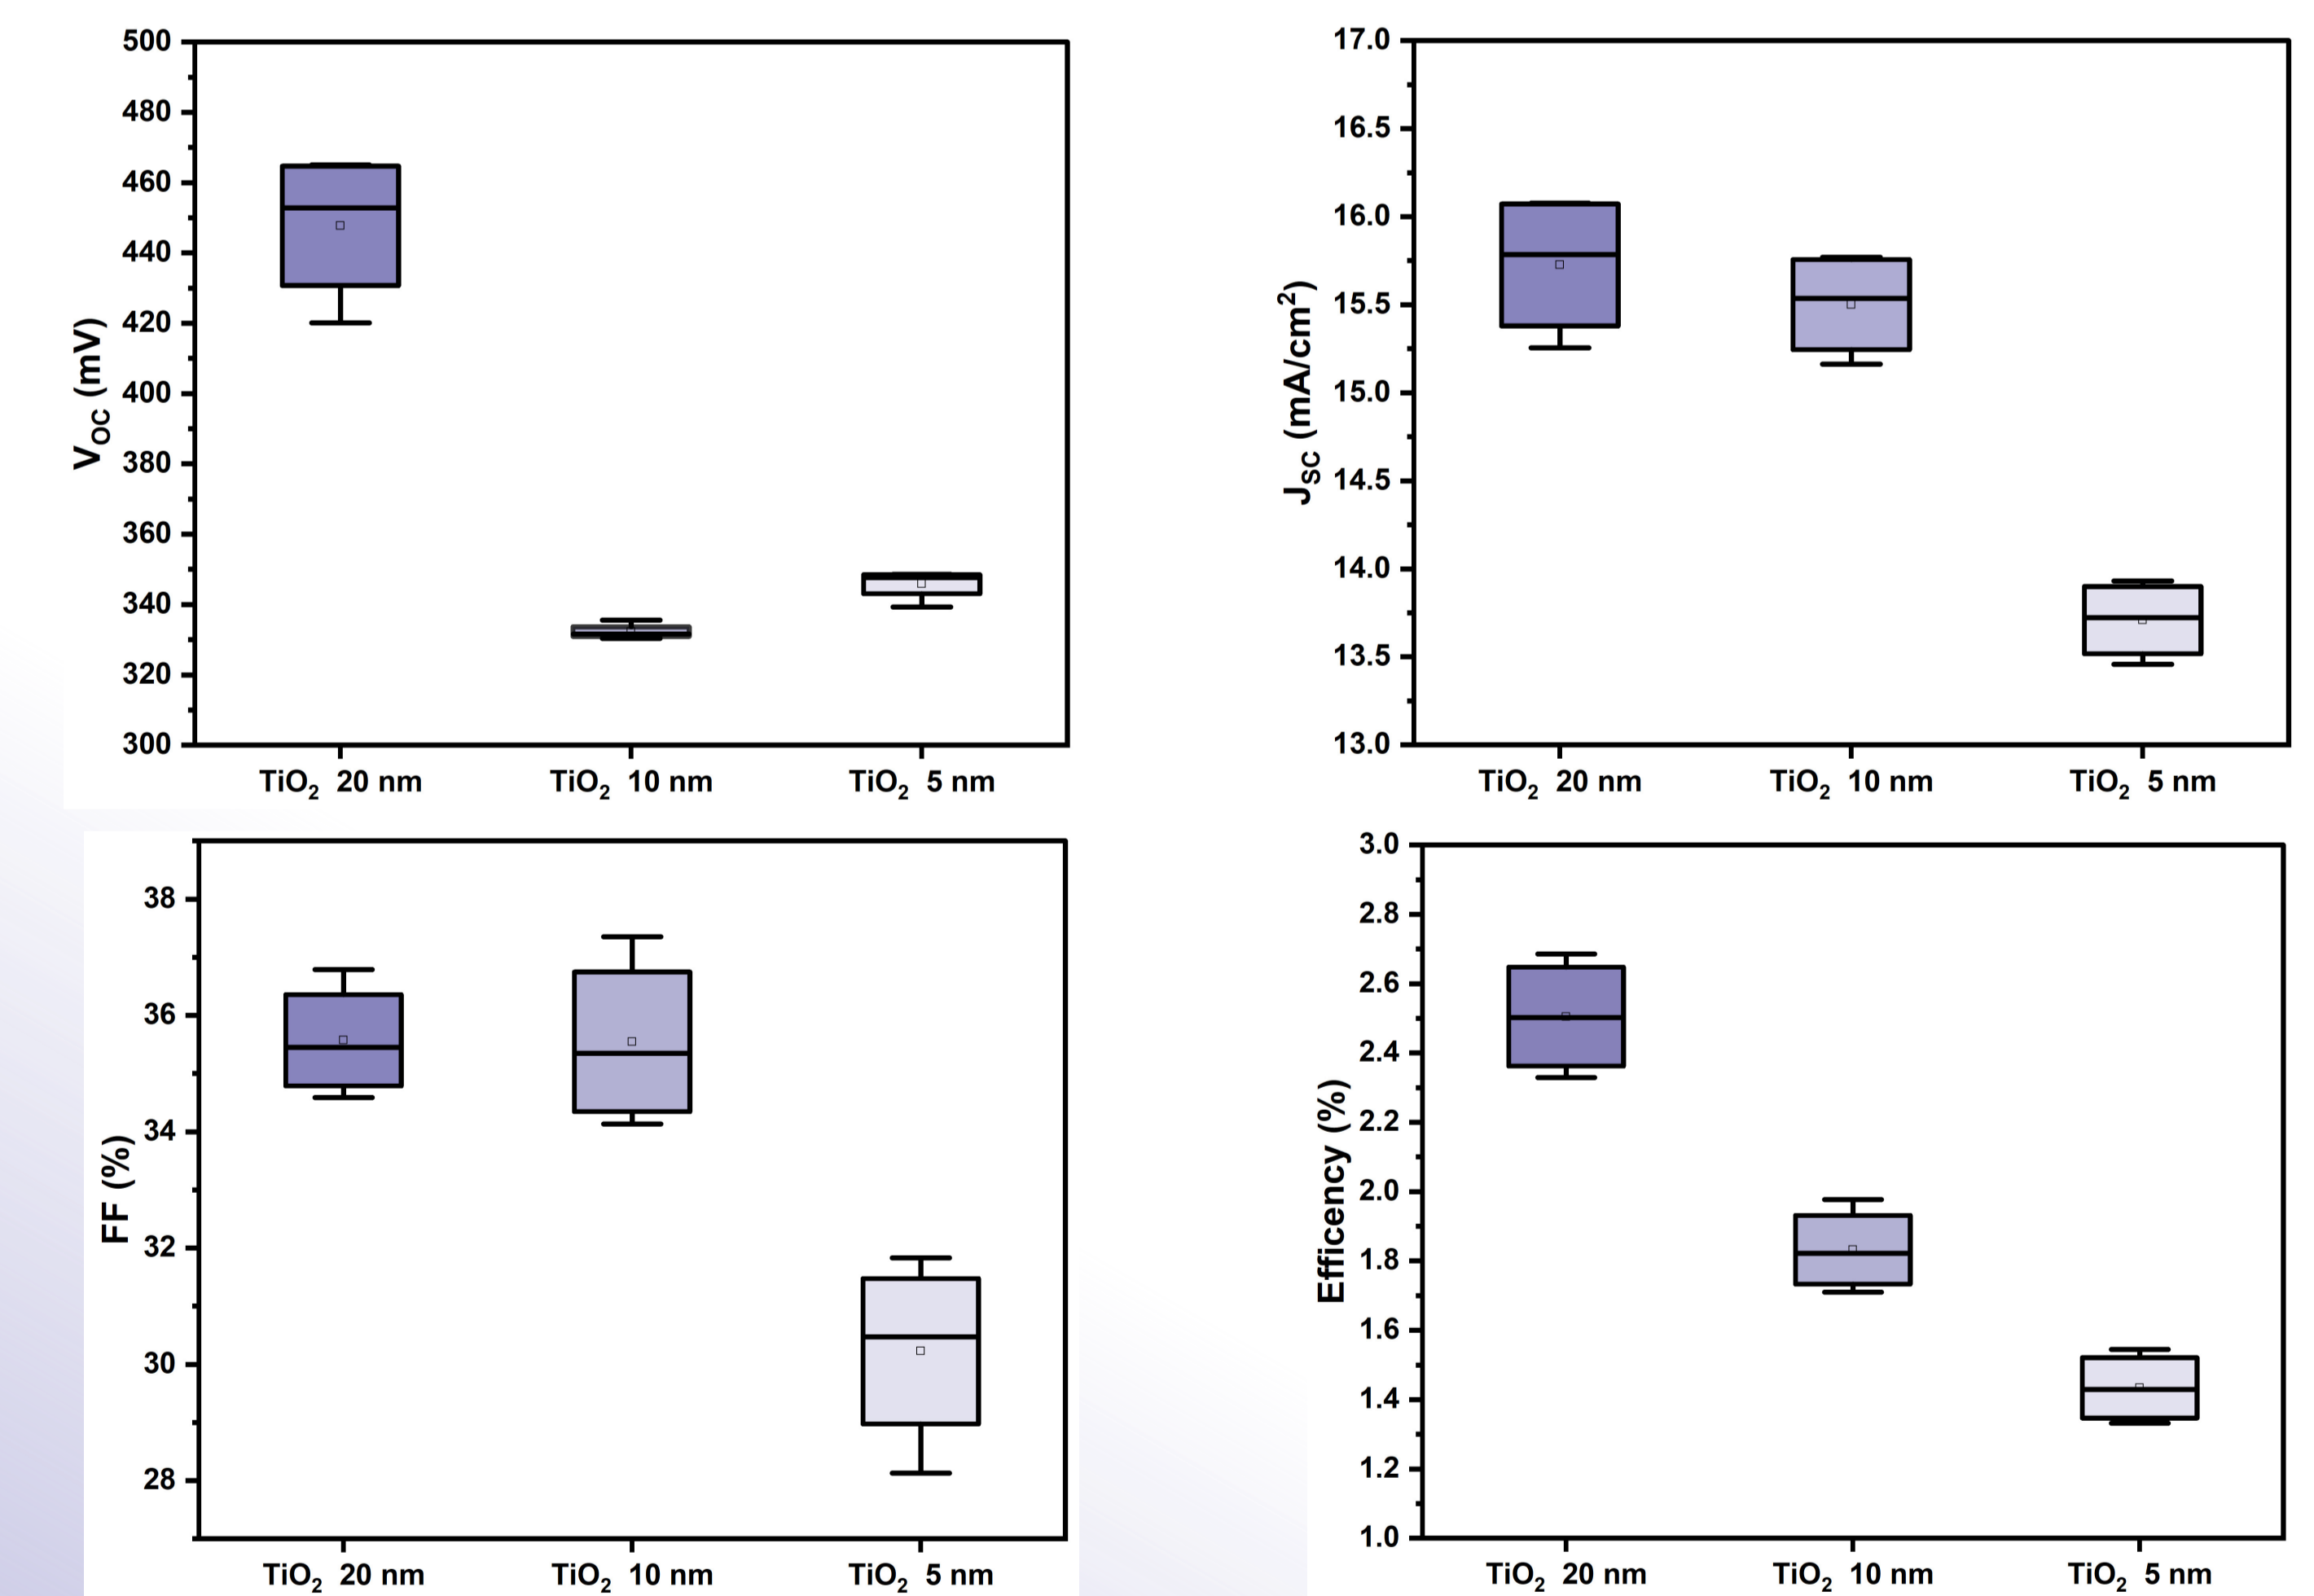 V_OC (mV)
500
480
460
440
420
400
380
360
340
320
300
TiO₂ 20 nm
TiO₂ 10 nm
TiO₂ 5 nm
J_SC (mA/cm²)
17.0
16.5
16.0
15.5
15.0
14.5
14.0
13.5
13.0
TiO₂ 20 nm
TiO₂ 10 nm
TiO₂ 5 nm
FF (%)
38
36
34
32
30
28
TiO₂ 20 nm
TiO₂ 10 nm
TiO₂ 5 nm
Efficency (%)
3.0
2.8
2.6
2.4
2.2
2.0
1.8
1.6
1.4
1.2
1.0
TiO₂ 20 nm
TiO₂ 10 nm
TiO₂ 5 nm